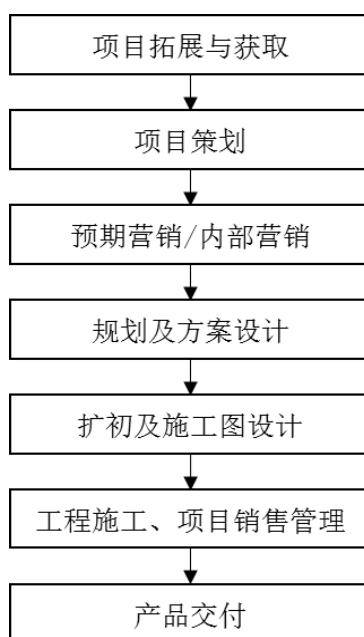 项目拓展与获取
项目策划
预期营销/内部营销
规划及方案设计
扩初及施工图设计
工程施工、项目销售管理
产品交付